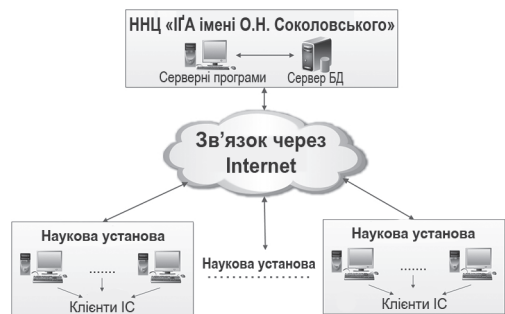 ННЦ «ІҐА імені О.Н. Соколовського»
Серверні програми
Сервер БД
Зв’язок через
Internet
Наукова установа
.......
Клієнти ІС
Наукова установа
Наукова установа
.......
Клієнти ІС